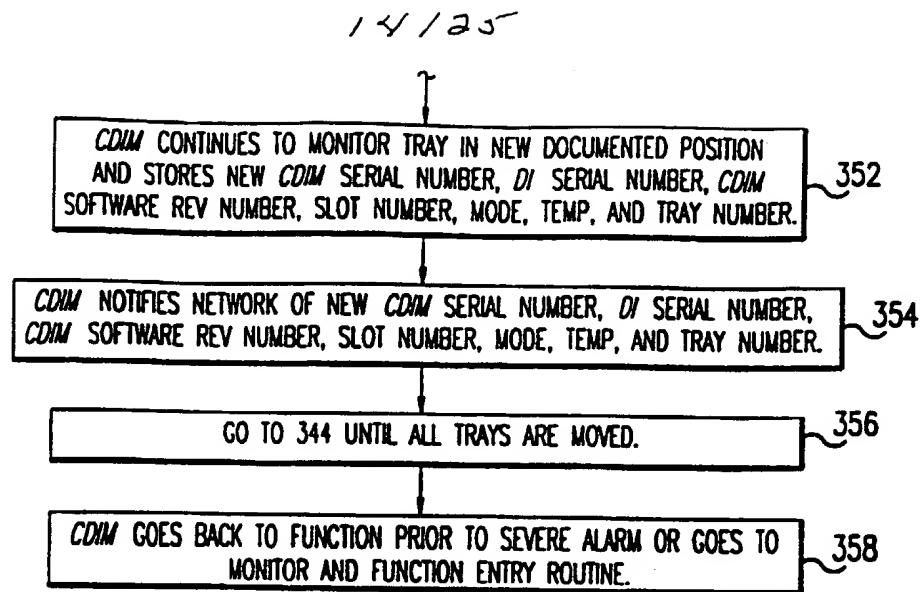 14/25
CDIM CONTINUES TO MONITOR TRAY IN NEW DOCUMENTED POSITION
AND STORES NEW CDIM SERIAL NUMBER, DI SERIAL NUMBER, CDIM
SOFTWARE REV NUMBER, SLOT NUMBER, MODE, TEMP, AND TRAY NUMBER.
352
CDIM NOTIFIES NETWORK OF NEW CDIM SERIAL NUMBER, DI SERIAL NUMBER,
CDIM SOFTWARE REV NUMBER, SLOT NUMBER, MODE, TEMP, AND TRAY NUMBER.
354
GO TO 344 UNTIL ALL TRAYS ARE MOVED.
356
CDIM GOES BACK TO FUNCTION PRIOR TO SEVERE ALARM OR GOES TO
MONITOR AND FUNCTION ENTRY ROUTINE.
358